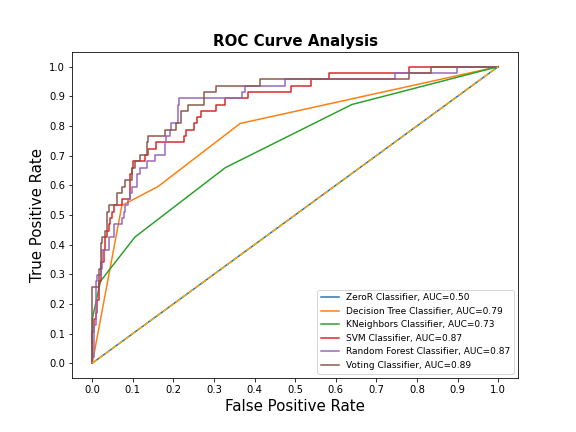 ROC Curve Analysis
True Positive Rate
1.0
0.9
0.8
0.7
0.6
0.5
0.4
0.3
0.2
0.1
0.0
ZeroR Classifier, AUC=0.50
Decision Tree Classifier, AUC=0.79
KNeighbors Classifier, AUC=0.73
SVM Classifier, AUC=0.87
Random Forest Classifier, AUC=0.87
Voting Classifier, AUC=0.89
0.0 0.1 0.2 0.3 0.4 0.5 0.6 0.7 0.8 0.9 1.0
False Positive Rate